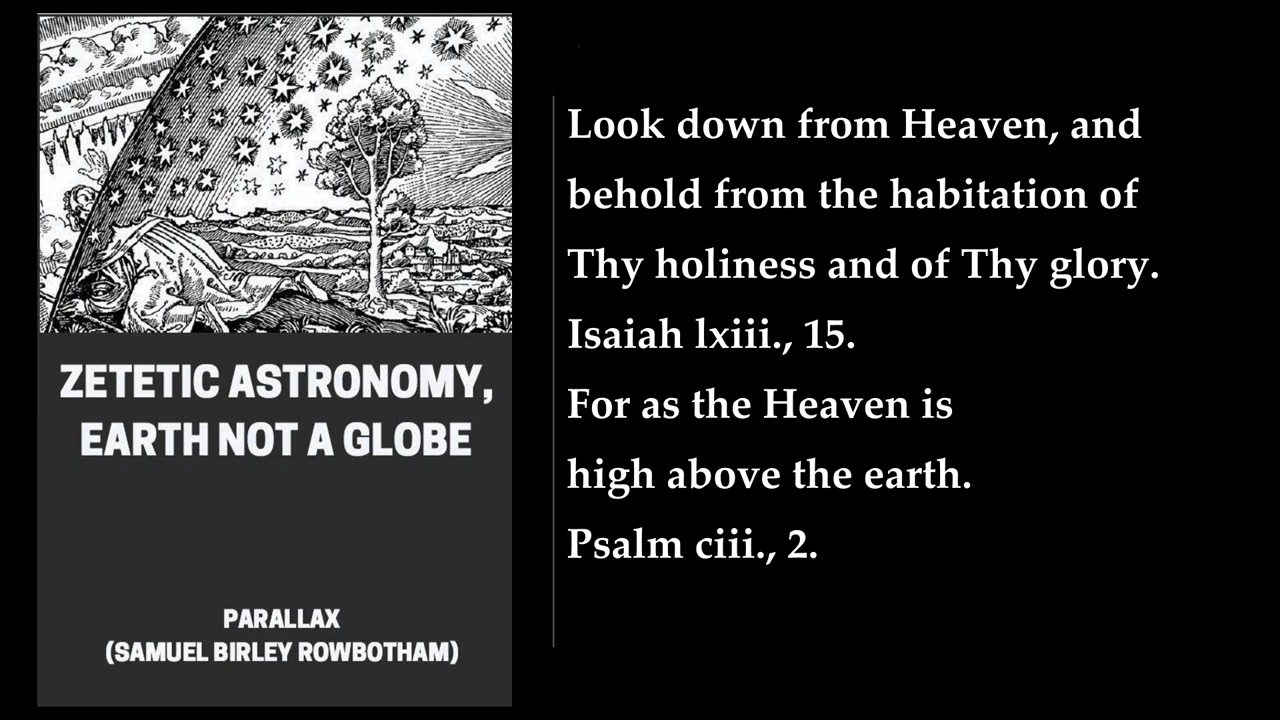 ZETETIC ASTRONOMY,
EARTH NOT A GLOBE
PARALLAX
(SAMUEL BIRLEY ROWBOTHAM)
Look down from Heaven, and
behold from the habitation of
Thy holiness and of Thy glory.
Isaiah lxiii., 15.
For as the Heaven is
high above the earth.
Psalm ciii., 2.